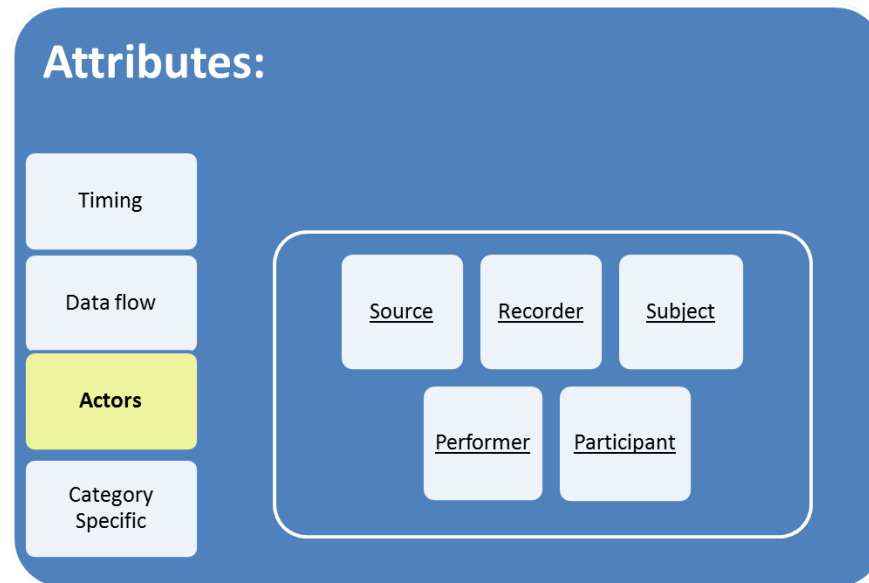 Attributes:
Timing
Data flow
Actors
Category
Specific
Source
Recorder
Subject
Performer
Participant